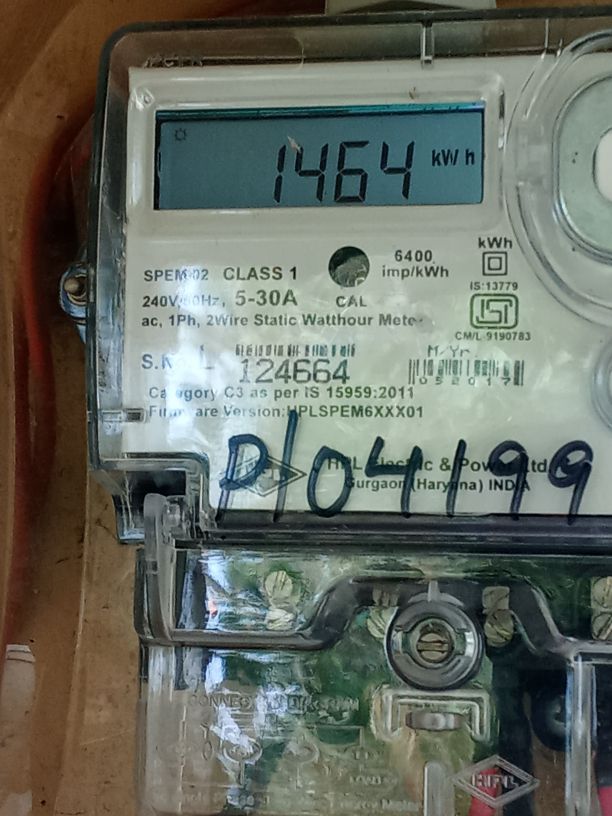 1464 kWh
SPEM-02 CLASS 1
6400 imp/kWh
kWh
IS:13779
240V, 5-30A
CAL
ac, 1Ph, 2Wire Static Watthour Meter
CM/L-9190783
M/Yr.
124664
052017
Category C3 as per IS 15959:2011
Firmware Version:HPLSPEM6XXX01
P/04199
HPL Electric & Power Ltd.
Gurgaon (Haryana) INDIA
HPL